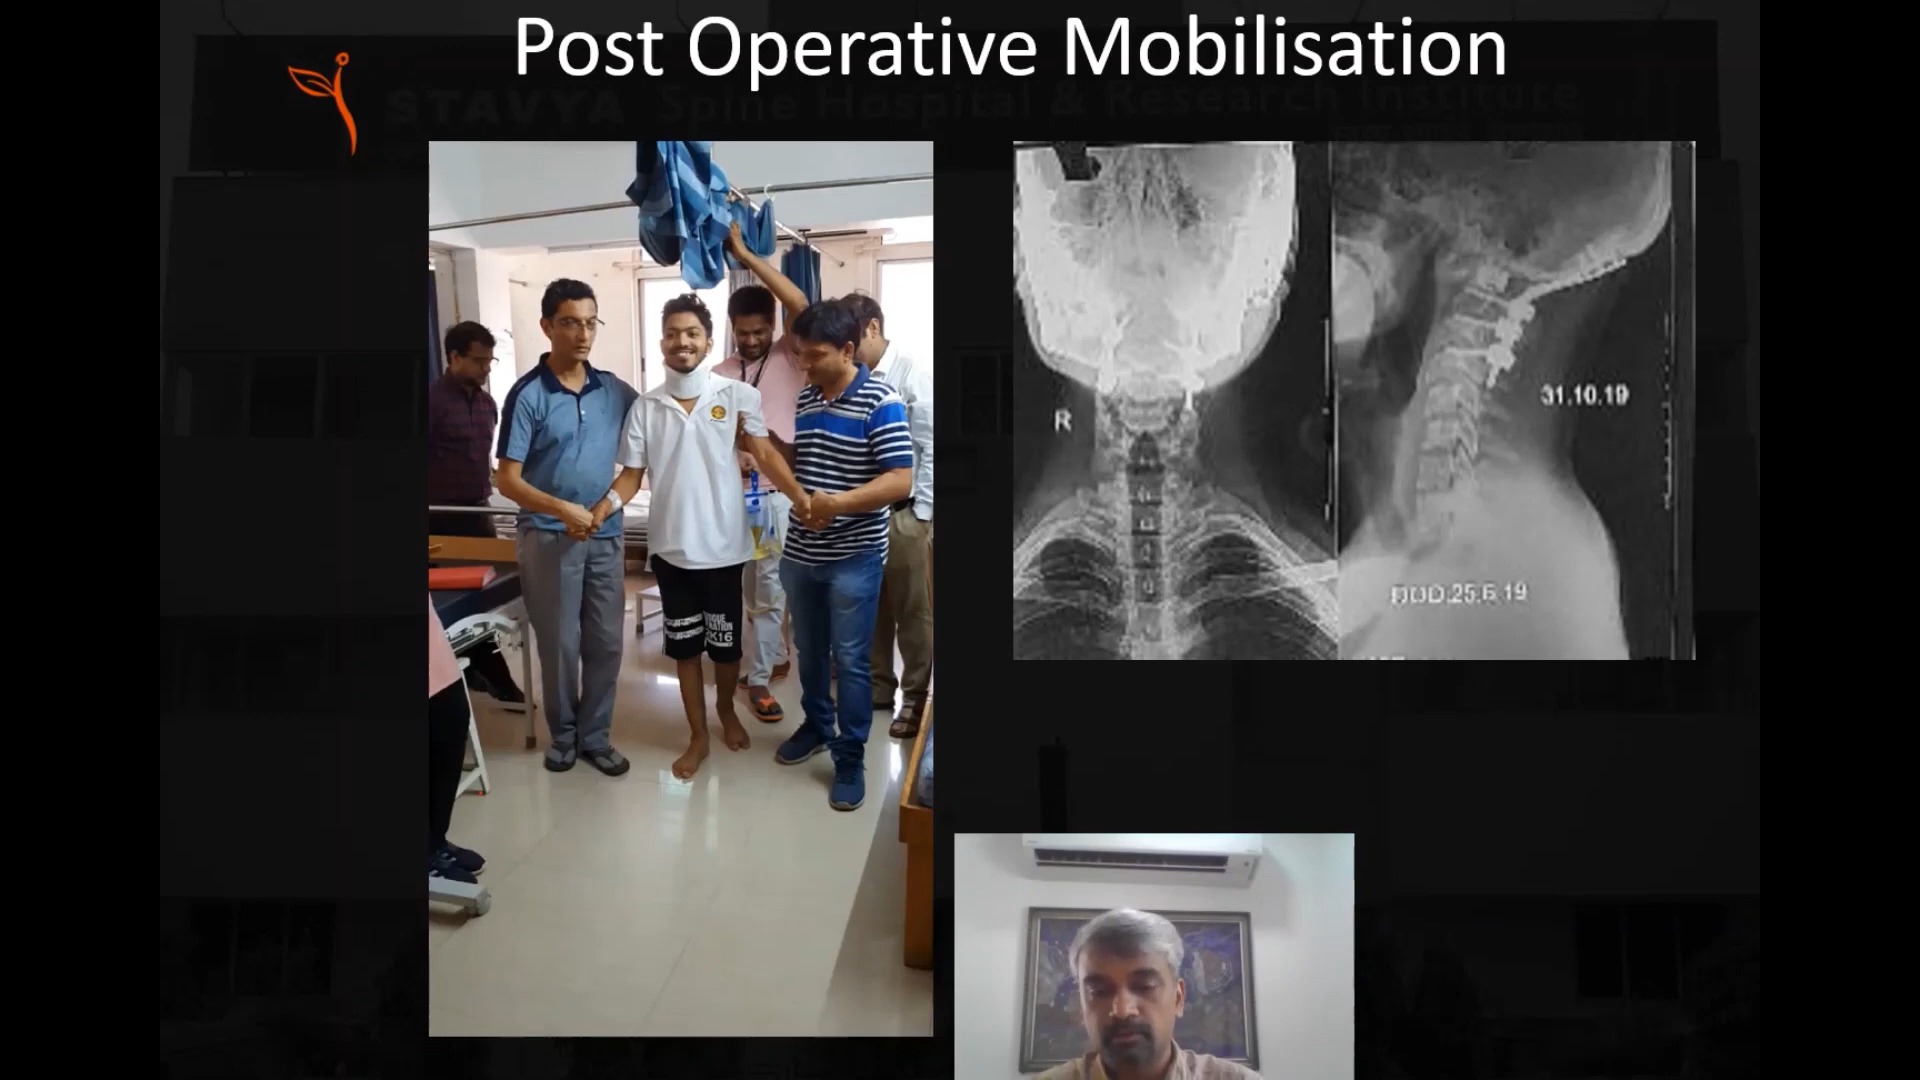 Post Operative Mobilisation
STAVYA Spine Hospital & Research Institute
R
31.10.19
DOD.25.6.19